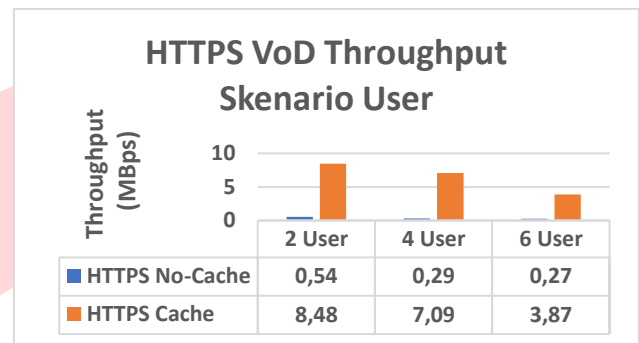 HTTPS VoD Throughput
Skenario User
Throughput
(MBps)
10
5
0
2 User 4 User 6 User
HTTPS No-Cache 0,54 0,29 0,27
HTTPS Cache 8,48 7,09 3,87